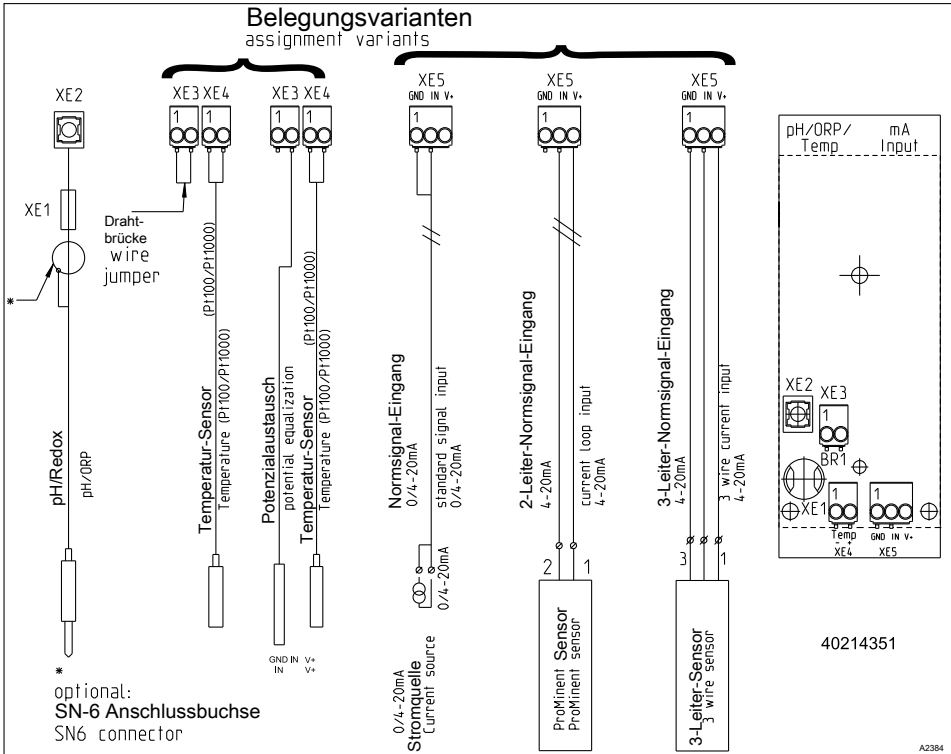 Belegungsvarianten
assignment variants
XE2
XE3 XE4
XE3 XE4
XE5
GND IN V+
XE5
GND IN V+
XE5
GND IN V+
1
1
1
1
1
1
1
XE1
Draht-
brücke
wire
jumper
*
pH/Redox
pH/ORP
(Pt100/Pt1000)
Temperatur-Sensor
Temperature (Pt100/Pt1000)
Potenzialaustausch
potential equalization
(Pt100/Pt1000)
Temperatur-Sensor
Temperature (Pt100/Pt1000)
Normsignal-Eingang
0/4-20mA
standard signal input
0/4-20mA
2-Leiter-Normsignal-Eingang
4-20mA
current loop input
4-20mA
3-Leiter-Normsignal-Eingang
4-20mA
3 wire current input
4-20mA
0/4-20mA
2 1
3 1
GND IN V+
IN V+
0/4-20mA
Stromquelle
Current source
ProMinent Sensor
ProMinent sensor
3-Leiter-Sensor
3 wire sensor
*
optional:
SN-6 Anschlussbuchse
SN6 connector
pH/ORP/
Temp
mA
Input
XE2
XE3
1
BR1
XE1
1
1
Temp
- +
XE4
GND IN V+
XE5
40214351
A2384